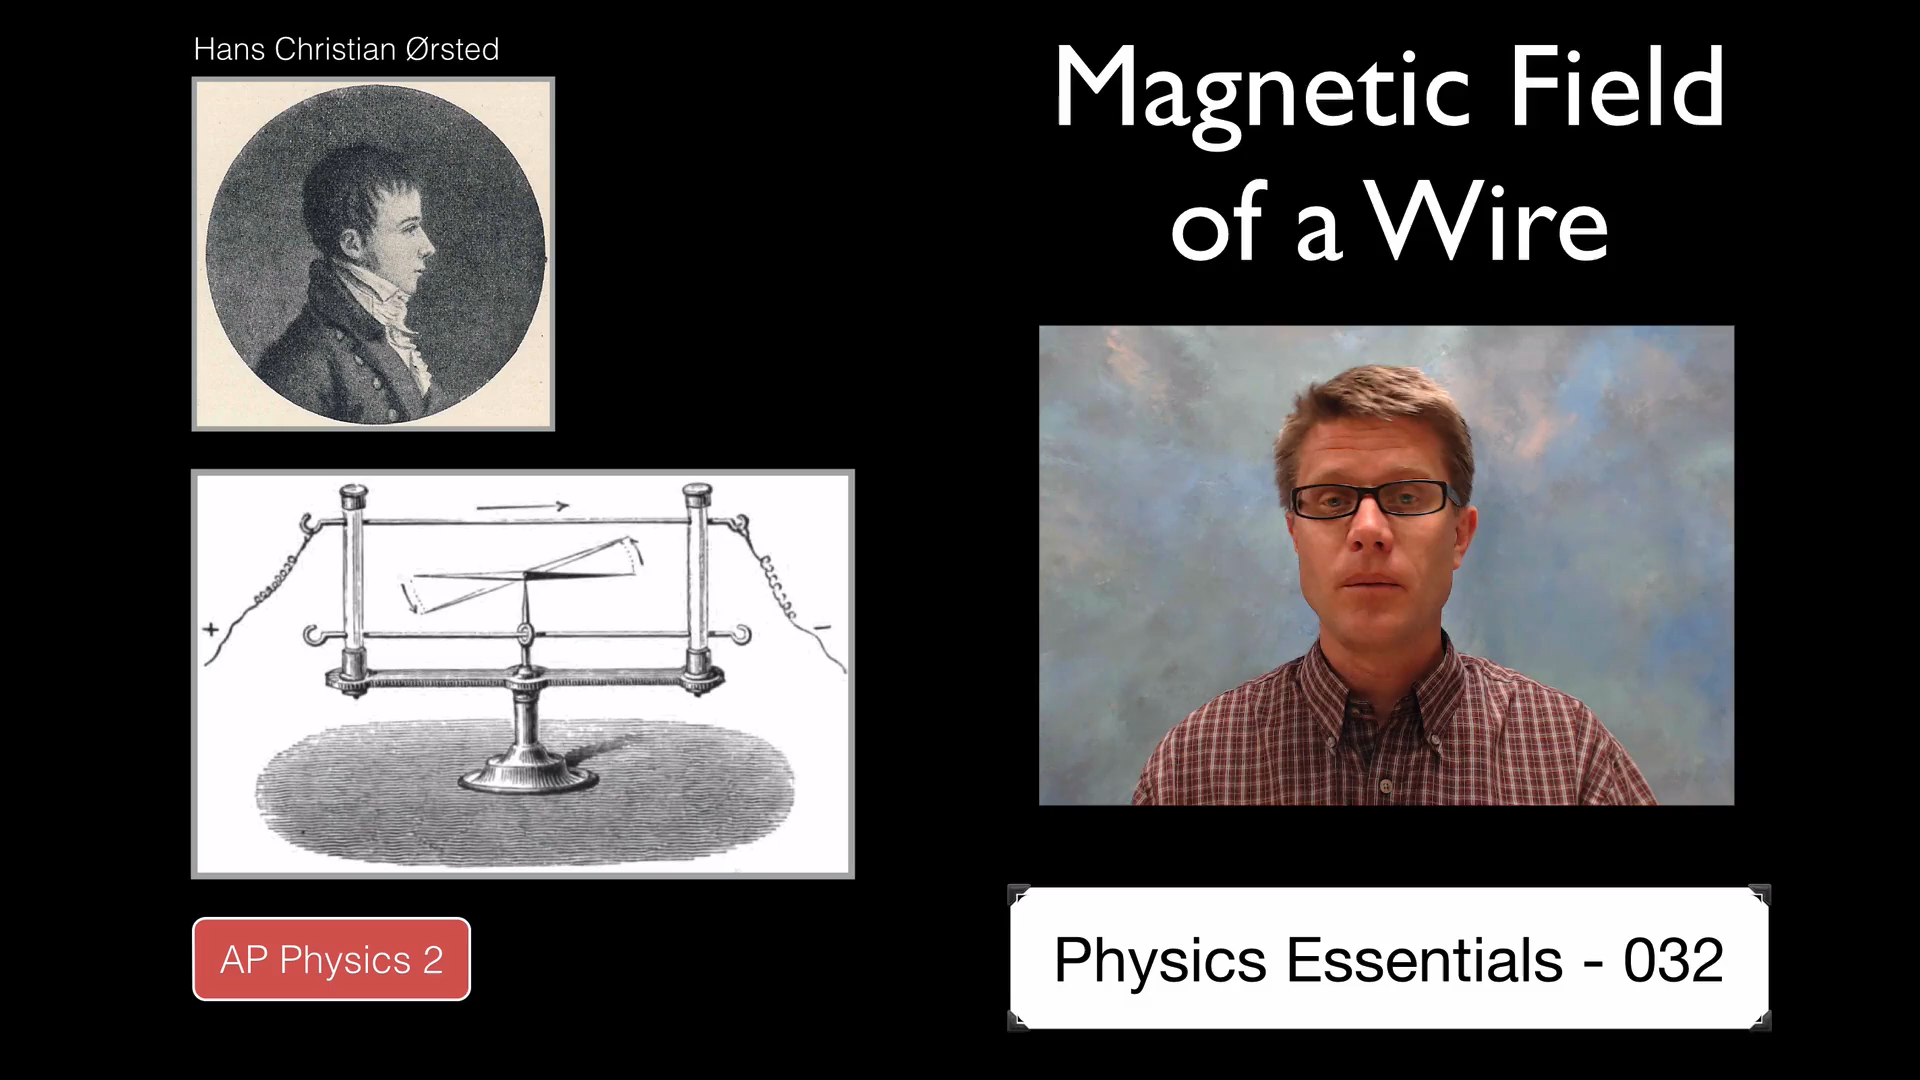 Hans Christian Ørsted
Magnetic Field
of a Wire
+
−
AP Physics 2
Physics Essentials - 032